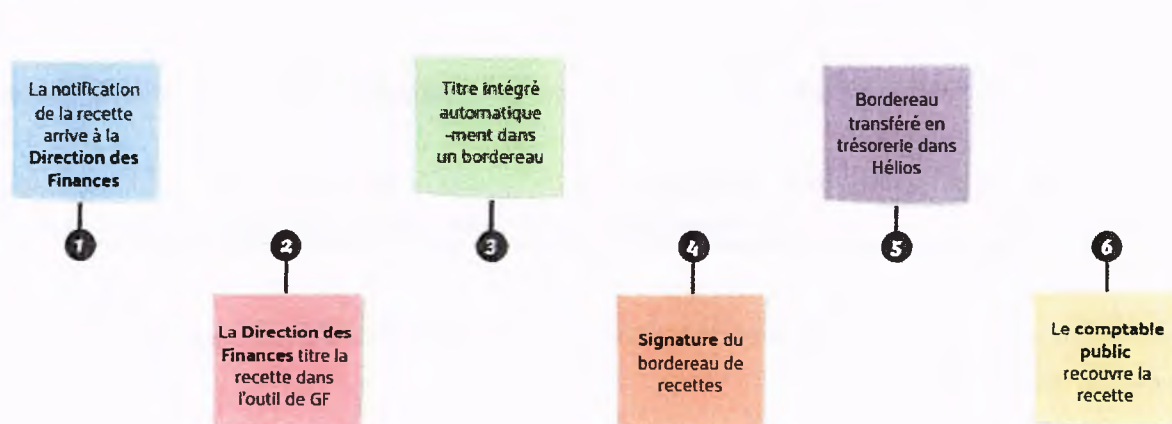 La notification
de la recette
arrive à la
Direction des
Finances
1
2
La Direction des
Finances titre la
recette dans
l'outil de GF
Titre intégré
automatique
-ment dans
un bordereau
3
4
Signature du
bordereau de
recettes
Bordereau
transféré en
trésorerie dans
Hélios
5
6
Le comptable
public
recouvre la
recette